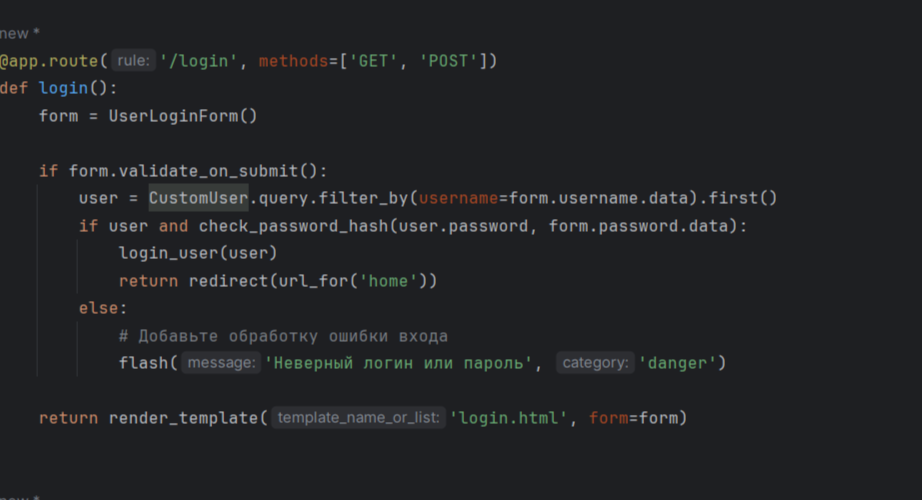 new *
@app.route( rule: '/login', methods=['GET', 'POST'])
def login():
    form = UserLoginForm()
    if form.validate_on_submit():
        user = CustomUser.query.filter_by(username=form.username.data).first()
        if user and check_password_hash(user.password, form.password.data):
            login_user(user)
            return redirect(url_for('home'))
        else:
            # Добавьте обработку ошибки входа
            flash( message: 'Неверный логин или пароль', category: 'danger')
    return render_template( template_name_or_list: 'login.html', form=form)
new *